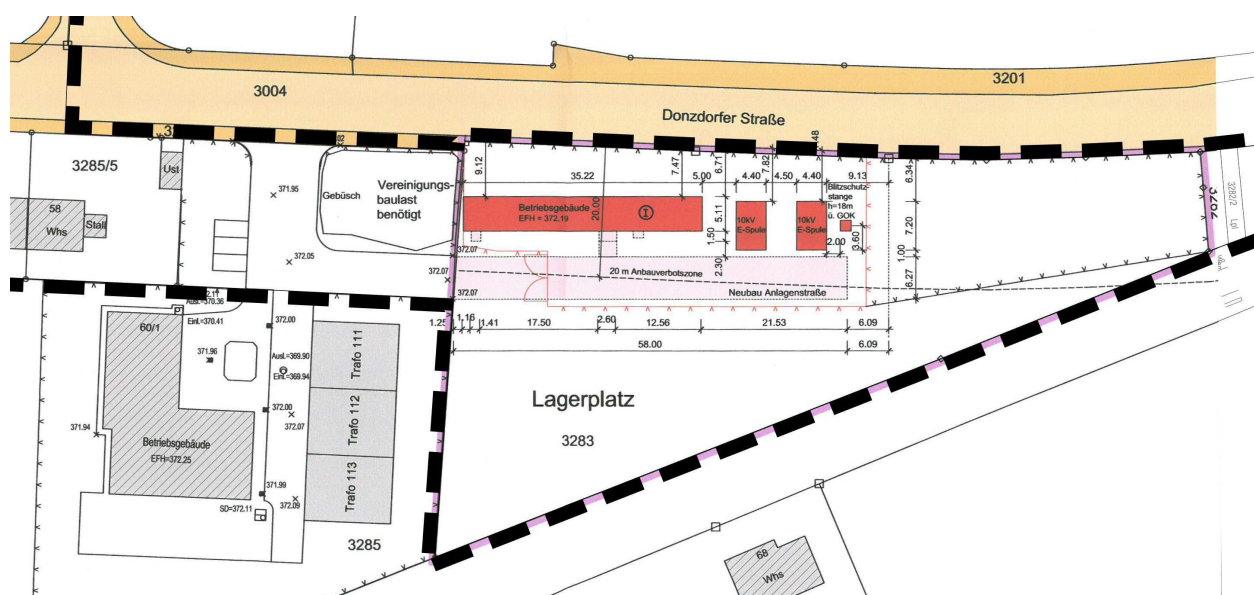 3004
3201
Donzdorfer Straße
3285/5
Ust
58
Whs
Stall
371.95
372.05
Gebüsch
Vereinigungs-
baulast
benötigt
9.12
7.47
6.71
7.82
35.22
5.00
4.40
4.50
4.40
9.13
6.34
Betriebsgebäude
EFH = 372.19
I
20.00
5.11
1.50
2.30
10kV
E-Spule
10kV
E-Spule
Blitzschutz-
stange
h=18m
ü. GOK
2.00
3.60
7.20
1.00
6.27
3282/2
Lpl
372.07
372.07
372.07
20 m Anbauverbotszone
Neubau Anlagenstraße
1.16
1.41
17.50
2.60
12.56
21.53
6.09
58.00
6.09
Ausl.=370.36
Einl.=370.41
60/1
372.00
371.96
Ausl=369.90
Einl=369.94
372.00
372.07
371.94
Betriebsgebäude
EFH=372.25
371.99
372.09
SD=372.11
Trafo 111
Trafo 112
Trafo 113
3285
Lagerplatz
3283
68
Whs